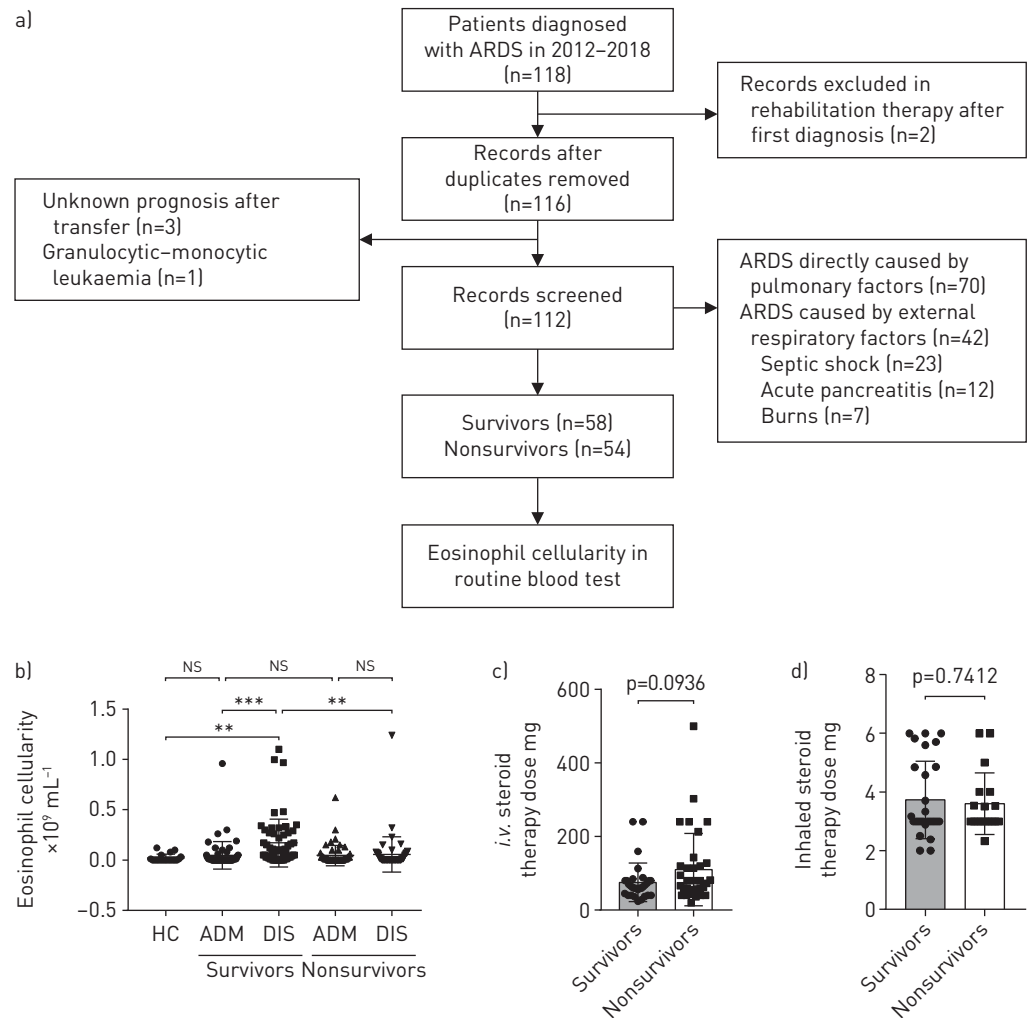 a)
Patients diagnosed
with ARDS in 2012–2018
(n=118)
Records excluded in
rehabilitation therapy after
first diagnosis (n=2)
Records after
duplicates removed
(n=116)
Unknown prognosis after
transfer (n=3)
Granulocytic–monocytic
leukaemia (n=1)
Records screened
(n=112)
ARDS directly caused by
pulmonary factors (n=70)
ARDS caused by external
respiratory factors (n=42)
Septic shock (n=23)
Acute pancreatitis (n=12)
Burns (n=7)
Survivors (n=58)
Nonsurvivors (n=54)
Eosinophil cellularity in
routine blood test
b)
NS NS NS
*** **
**
Eosinophil cellularity
×10⁹ mL⁻¹
1.5
1.0
0.5
0.0
−0.5
HC ADM DIS ADM DIS
Survivors Nonsurvivors
c)
p=0.0936
i.v. steroid
therapy dose mg
600
400
200
100
0
Survivors
Nonsurvivors
d)
p=0.7412
Inhaled steroid
therapy dose mg
8
6
4
2
0
Survivors
Nonsurvivors